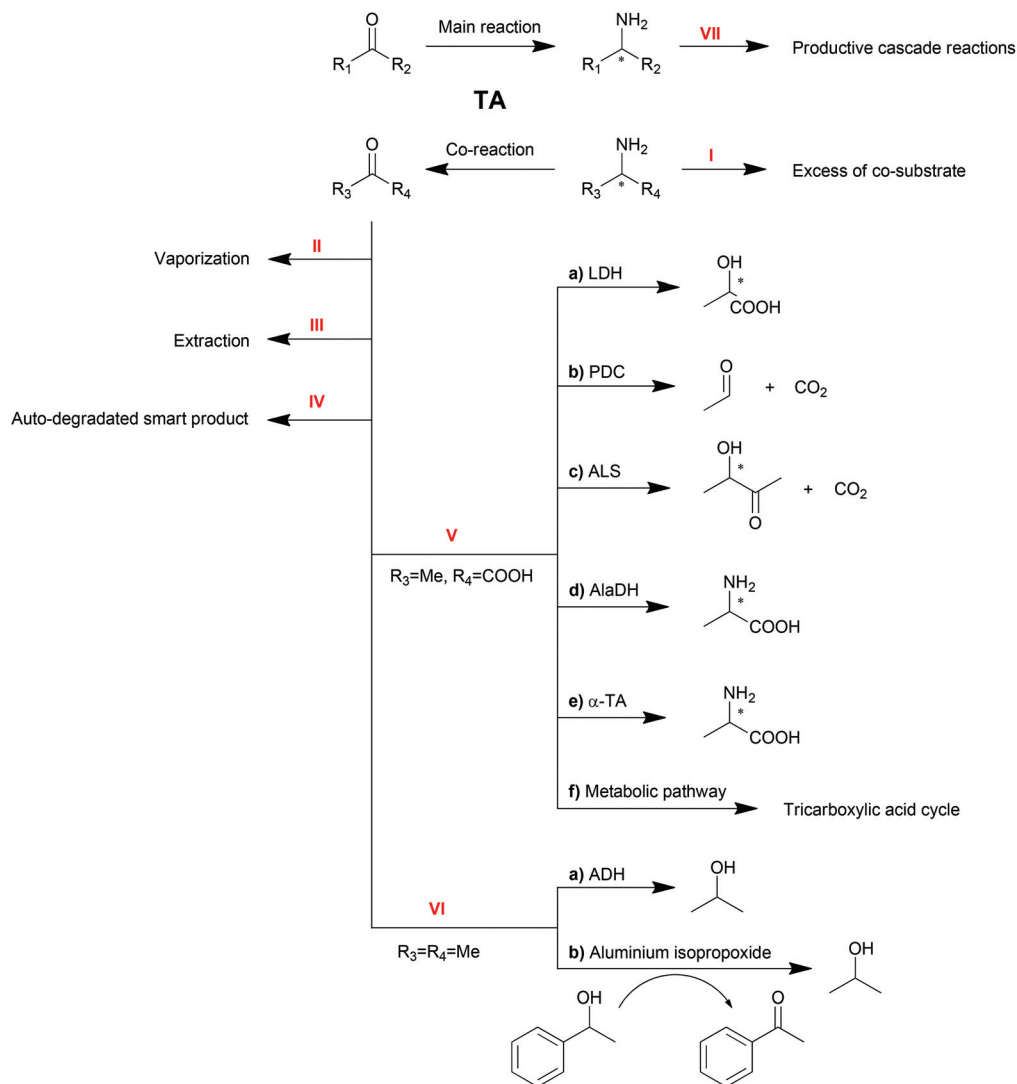 O
Main reaction
NH2
VII
Productive cascade reactions
R1
R2
R1
*
R2
TA
O
Co-reaction
NH2
I
Excess of co-substrate
R3
R4
R3
*
R4
Vaporization
II
a) LDH
OH
*
COOH
Extraction
III
b) PDC
O
+
CO2
Auto-degradated smart product
IV
c) ALS
OH
*
O
+
CO2
V
R3=Me, R4=COOH
d) AlaDH
NH2
*
COOH
e) α-TA
NH2
*
COOH
f) Metabolic pathway
Tricarboxylic acid cycle
a) ADH
OH
VI
R3=R4=Me
b) Aluminium isopropoxide
OH
OH
O